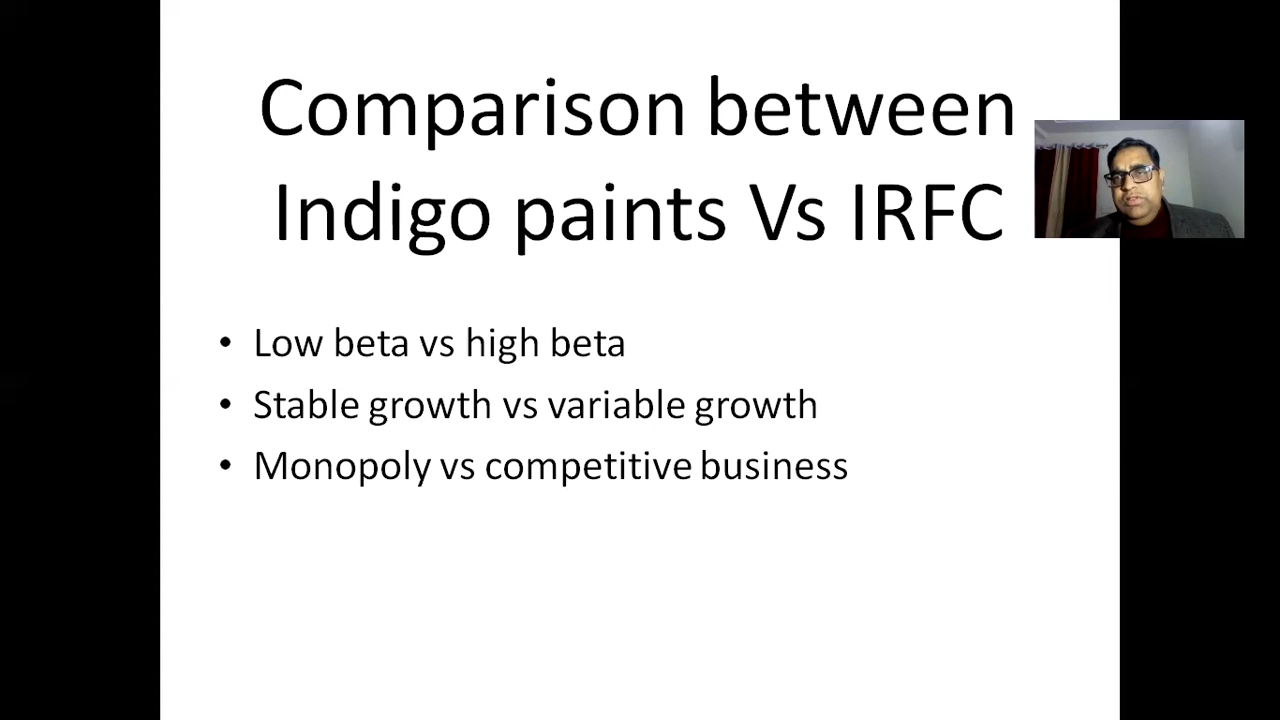 Comparison between
Indigo paints Vs IRFC
• Low beta vs high beta
• Stable growth vs variable growth
• Monopoly vs competitive business